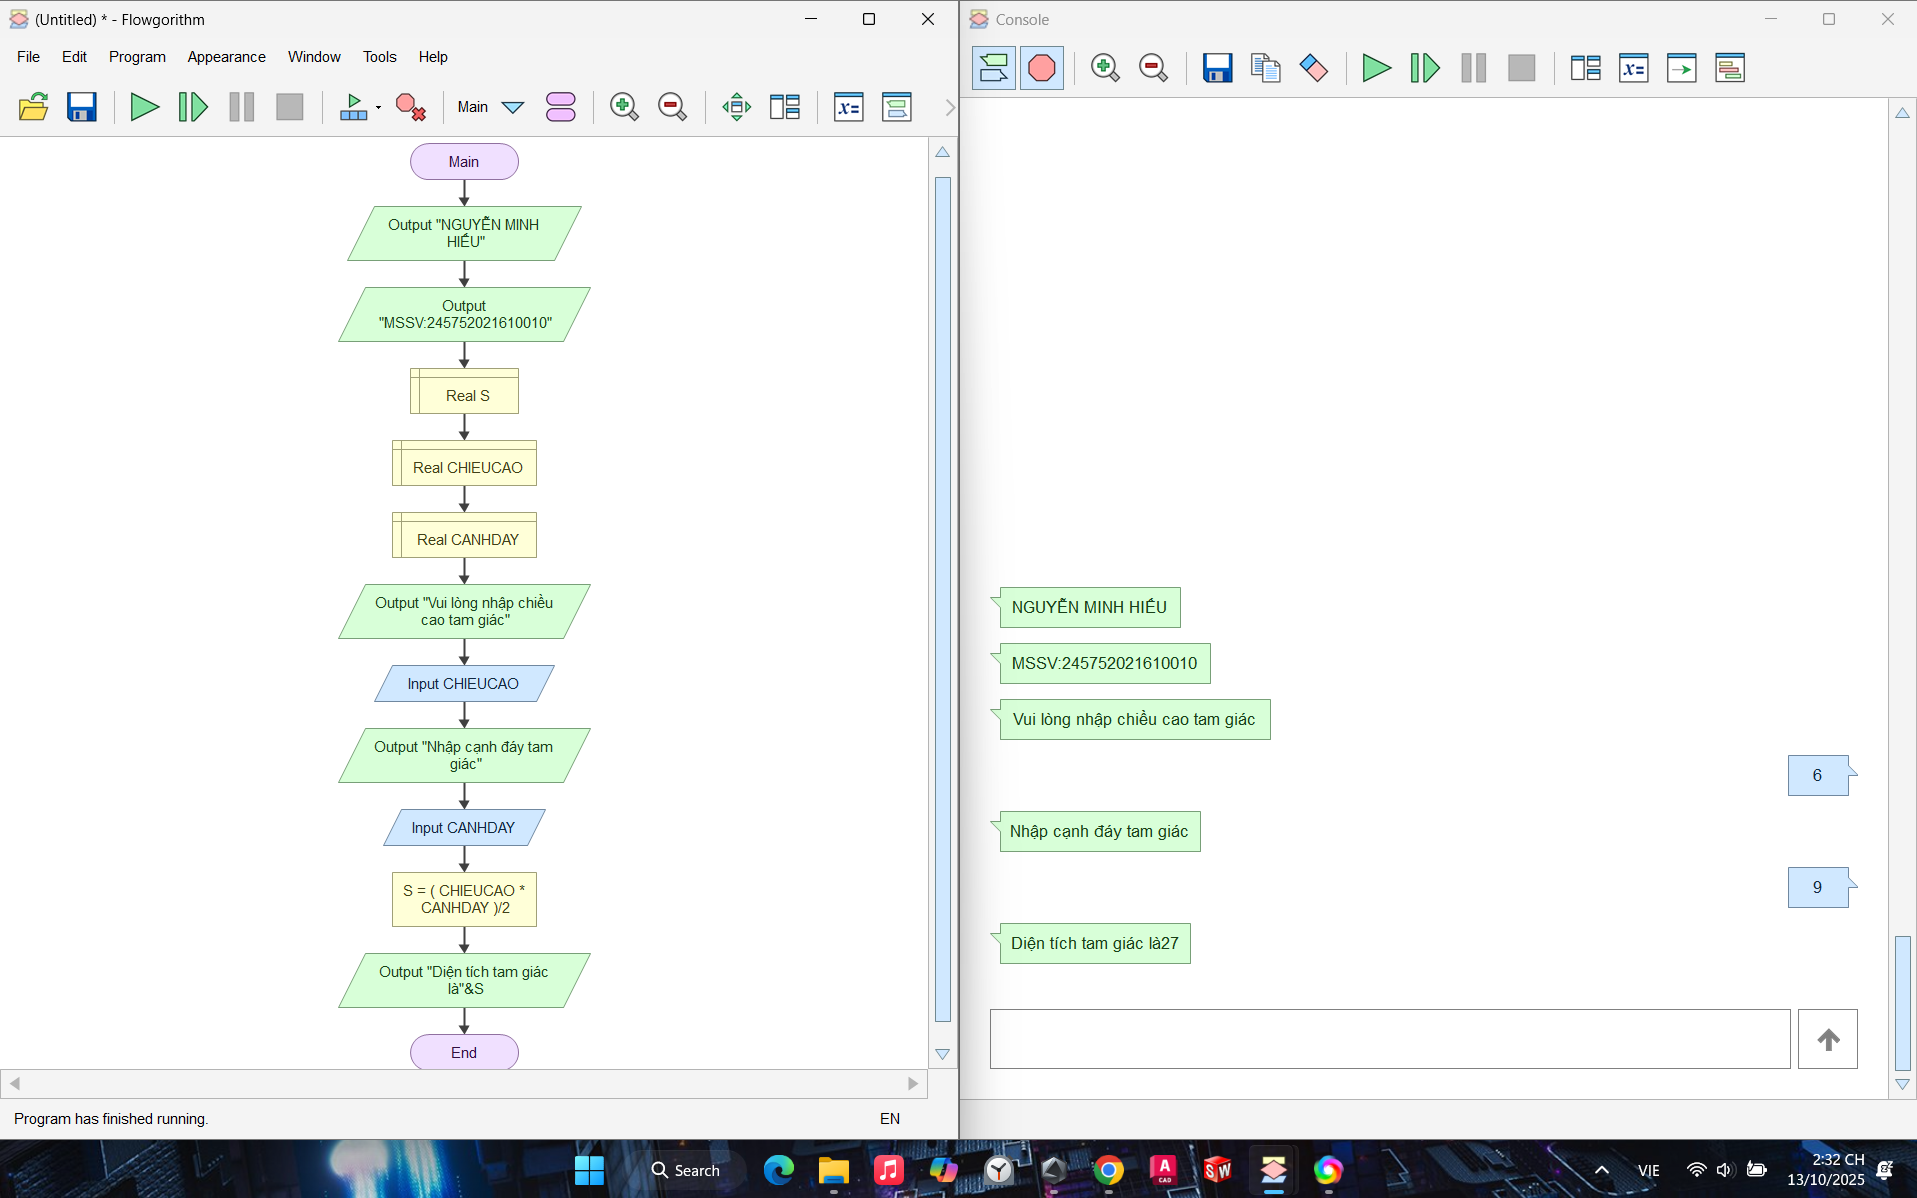 (Untitled) * - Flowgorithm
File Edit Program Appearance Window Tools Help
Main
Main
Output "NGUYỄN MINH
HIẾU"
Output
"MSSV:245752021610010"
Real S
Real CHIEUCAO
Real CANHDAY
Output "Vui lòng nhập chiều
cao tam giác"
Input CHIEUCAO
Output "Nhập cạnh đáy tam
giác"
Input CANHDAY
S = ( CHIEUCAO *
CANHDAY )/2
Output "Diện tích tam giác
là"&S
End
Program has finished running.
EN
Console
x=
x=
NGUYỄN MINH HIẾU
MSSV:245752021610010
Vui lòng nhập chiều cao tam giác
6
Nhập cạnh đáy tam giác
9
Diện tích tam giác là27
Search
A
CAD
SW
VIE
2:32 CH
13/10/2025